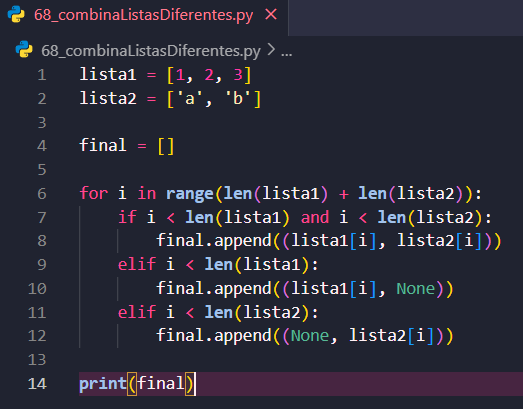 68_combinaListasDiferentes.py ×
68_combinaListasDiferentes.py > ...
1 lista1 = [1, 2, 3]
2 lista2 = ['a', 'b']
3
4 final = []
5
6 for i in range(len(lista1) + len(lista2)):
7     if i < len(lista1) and i < len(lista2):
8         final.append((lista1[i], lista2[i]))
9     elif i < len(lista1):
10         final.append((lista1[i], None))
11     elif i < len(lista2):
12         final.append((None, lista2[i]))
13
14 print(final)